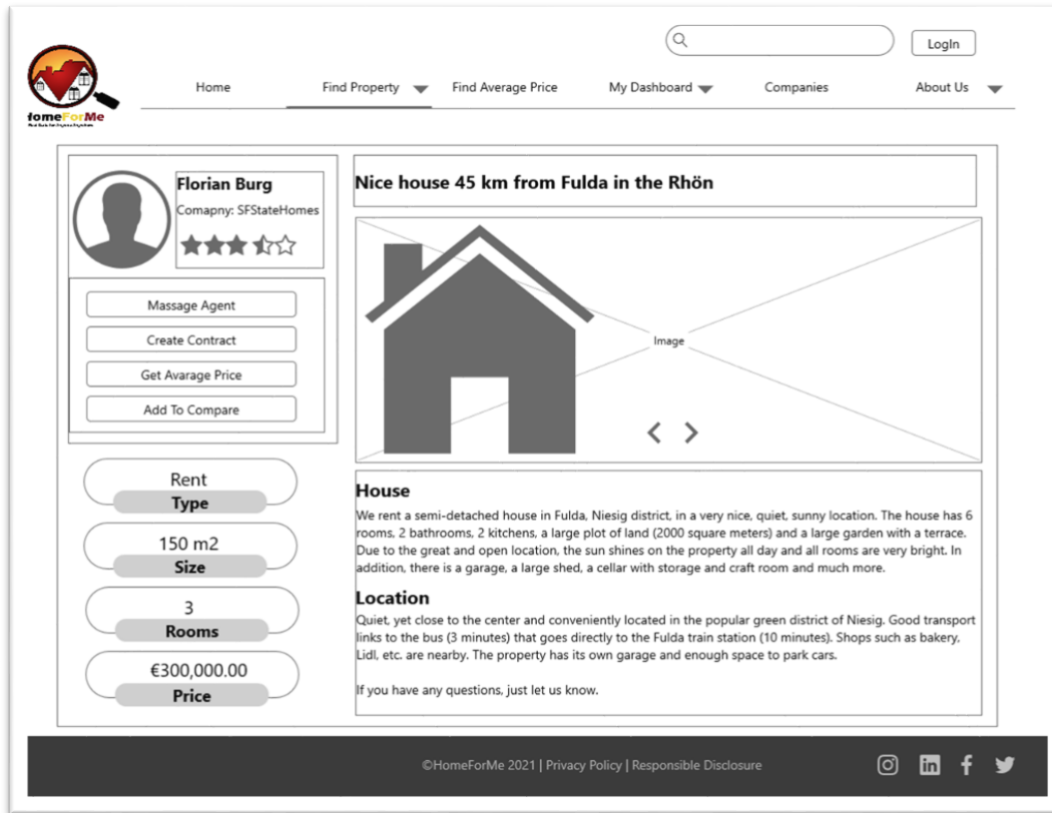 LogIn
Home
Find Property
Find Average Price
My Dashboard
Companies
About Us
HomeForMe
Florian Burg
Comapny: SFStateHomes
Massage Agent
Create Contract
Get Avarage Price
Add To Compare
Rent
Type
150 m2
Size
3
Rooms
€300,000.00
Price
Nice house 45 km from Fulda in the Rhön
Image
House
We rent a semi-detached house in Fulda, Niesig district, in a very nice, quiet, sunny location. The house has 6
rooms, 2 bathrooms, 2 kitchens, a large plot of land (2000 square meters) and a large garden with a terrace.
Due to the great and open location, the sun shines on the property all day and all rooms are very bright. In
addition, there is a garage, a large shed, a cellar with storage and craft room and much more.
Location
Quiet, yet close to the center and conveniently located in the popular green district of Niesig. Good transport
links to the bus (3 minutes) that goes directly to the Fulda train station (10 minutes). Shops such as bakery,
Lidl, etc. are nearby. The property has its own garage and enough space to park cars.
If you have any questions, just let us know.
©HomeForMe 2021 | Privacy Policy | Responsible Disclosure